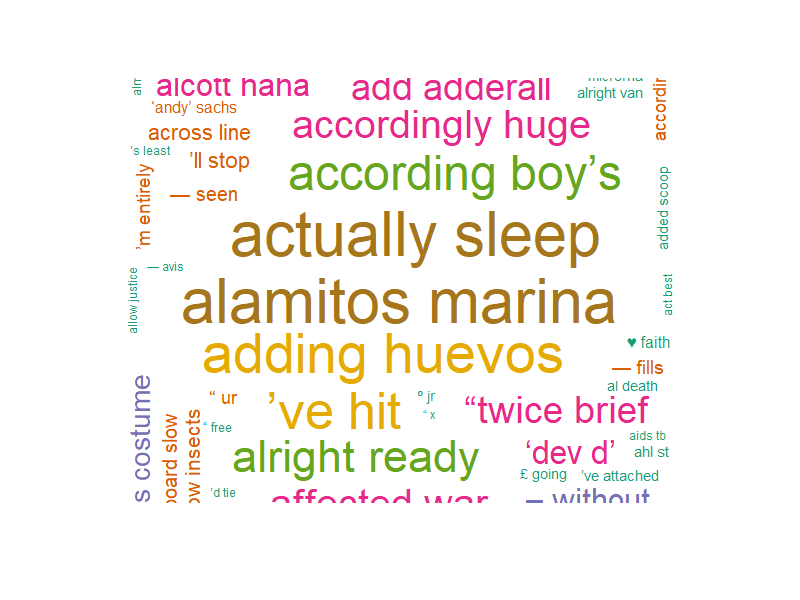 alcott haha
add adderall
alright van
'andy' sachs
accordingly huge
across line
's least
'll stop
according boy's
'm entirely
— seen
added scoop
actually sleep
— avis
allow justice
alamitos marina
act best
♥ faith
adding huevos
— fills
al death
s costume
“ ur
've hit
º jr
“ x
“twice brief
board slow
ow insects
“ free
aids tb
alright ready
'dev d'
ahl st
£ going
've attached
'd tie
affected war
– without